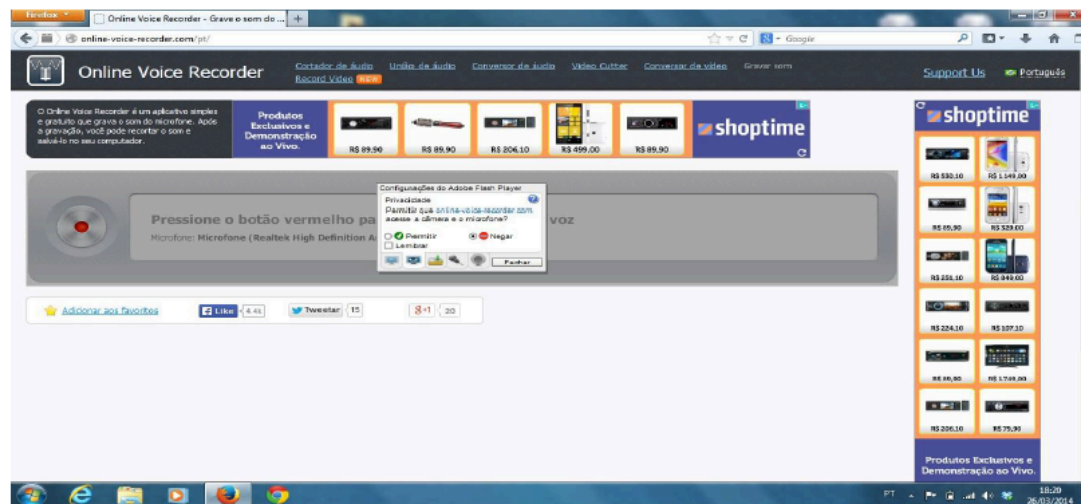 Firefox
Online Voice Recorder - Grave o som do ...
online-voice-recorder.com/pt/
Google
Online Voice Recorder
Cortador de áudio
União de áudio
Conversor de áudio
Video Cutter
Conversor de vídeo
Gravar som
Record Video NEW
Support Us
Português
O Online Voice Recorder é um aplicativo simples
e gratuito que grava o som do microfone. Após
a gravação, você pode recortar o som e
salvá-lo no seu computador.
Produtos
Exclusivos e
Demonstração
ao Vivo.
R$ 89,90
R$ 89,90
R$ 206,10
R$ 499,00
R$ 89,90
shoptime
shoptime
R$ 530,10
R$ 1.149,00
R$ 89,90
R$ 529,00
R$ 251,10
R$ 849,00
R$ 224,10
R$ 107,10
R$ 89,90
R$ 1.749,00
R$ 206,10
R$ 79,90
Produtos Exclusivos e
Demonstração ao Vivo.
Pressione o botão vermelho pa
voz
Microfone: Microfone (Realtek High Definition A
Configurações do Adobe Flash Player
Privacidade
Permitir que online-voice-recorder.com
acesse a câmera e o microfone?
Permitir
Negar
Lembrar
Fechar
Adicionar aos favoritos
Like
4.4k
Tweetar
15
g+1
20
PT
18:29
26/03/2014